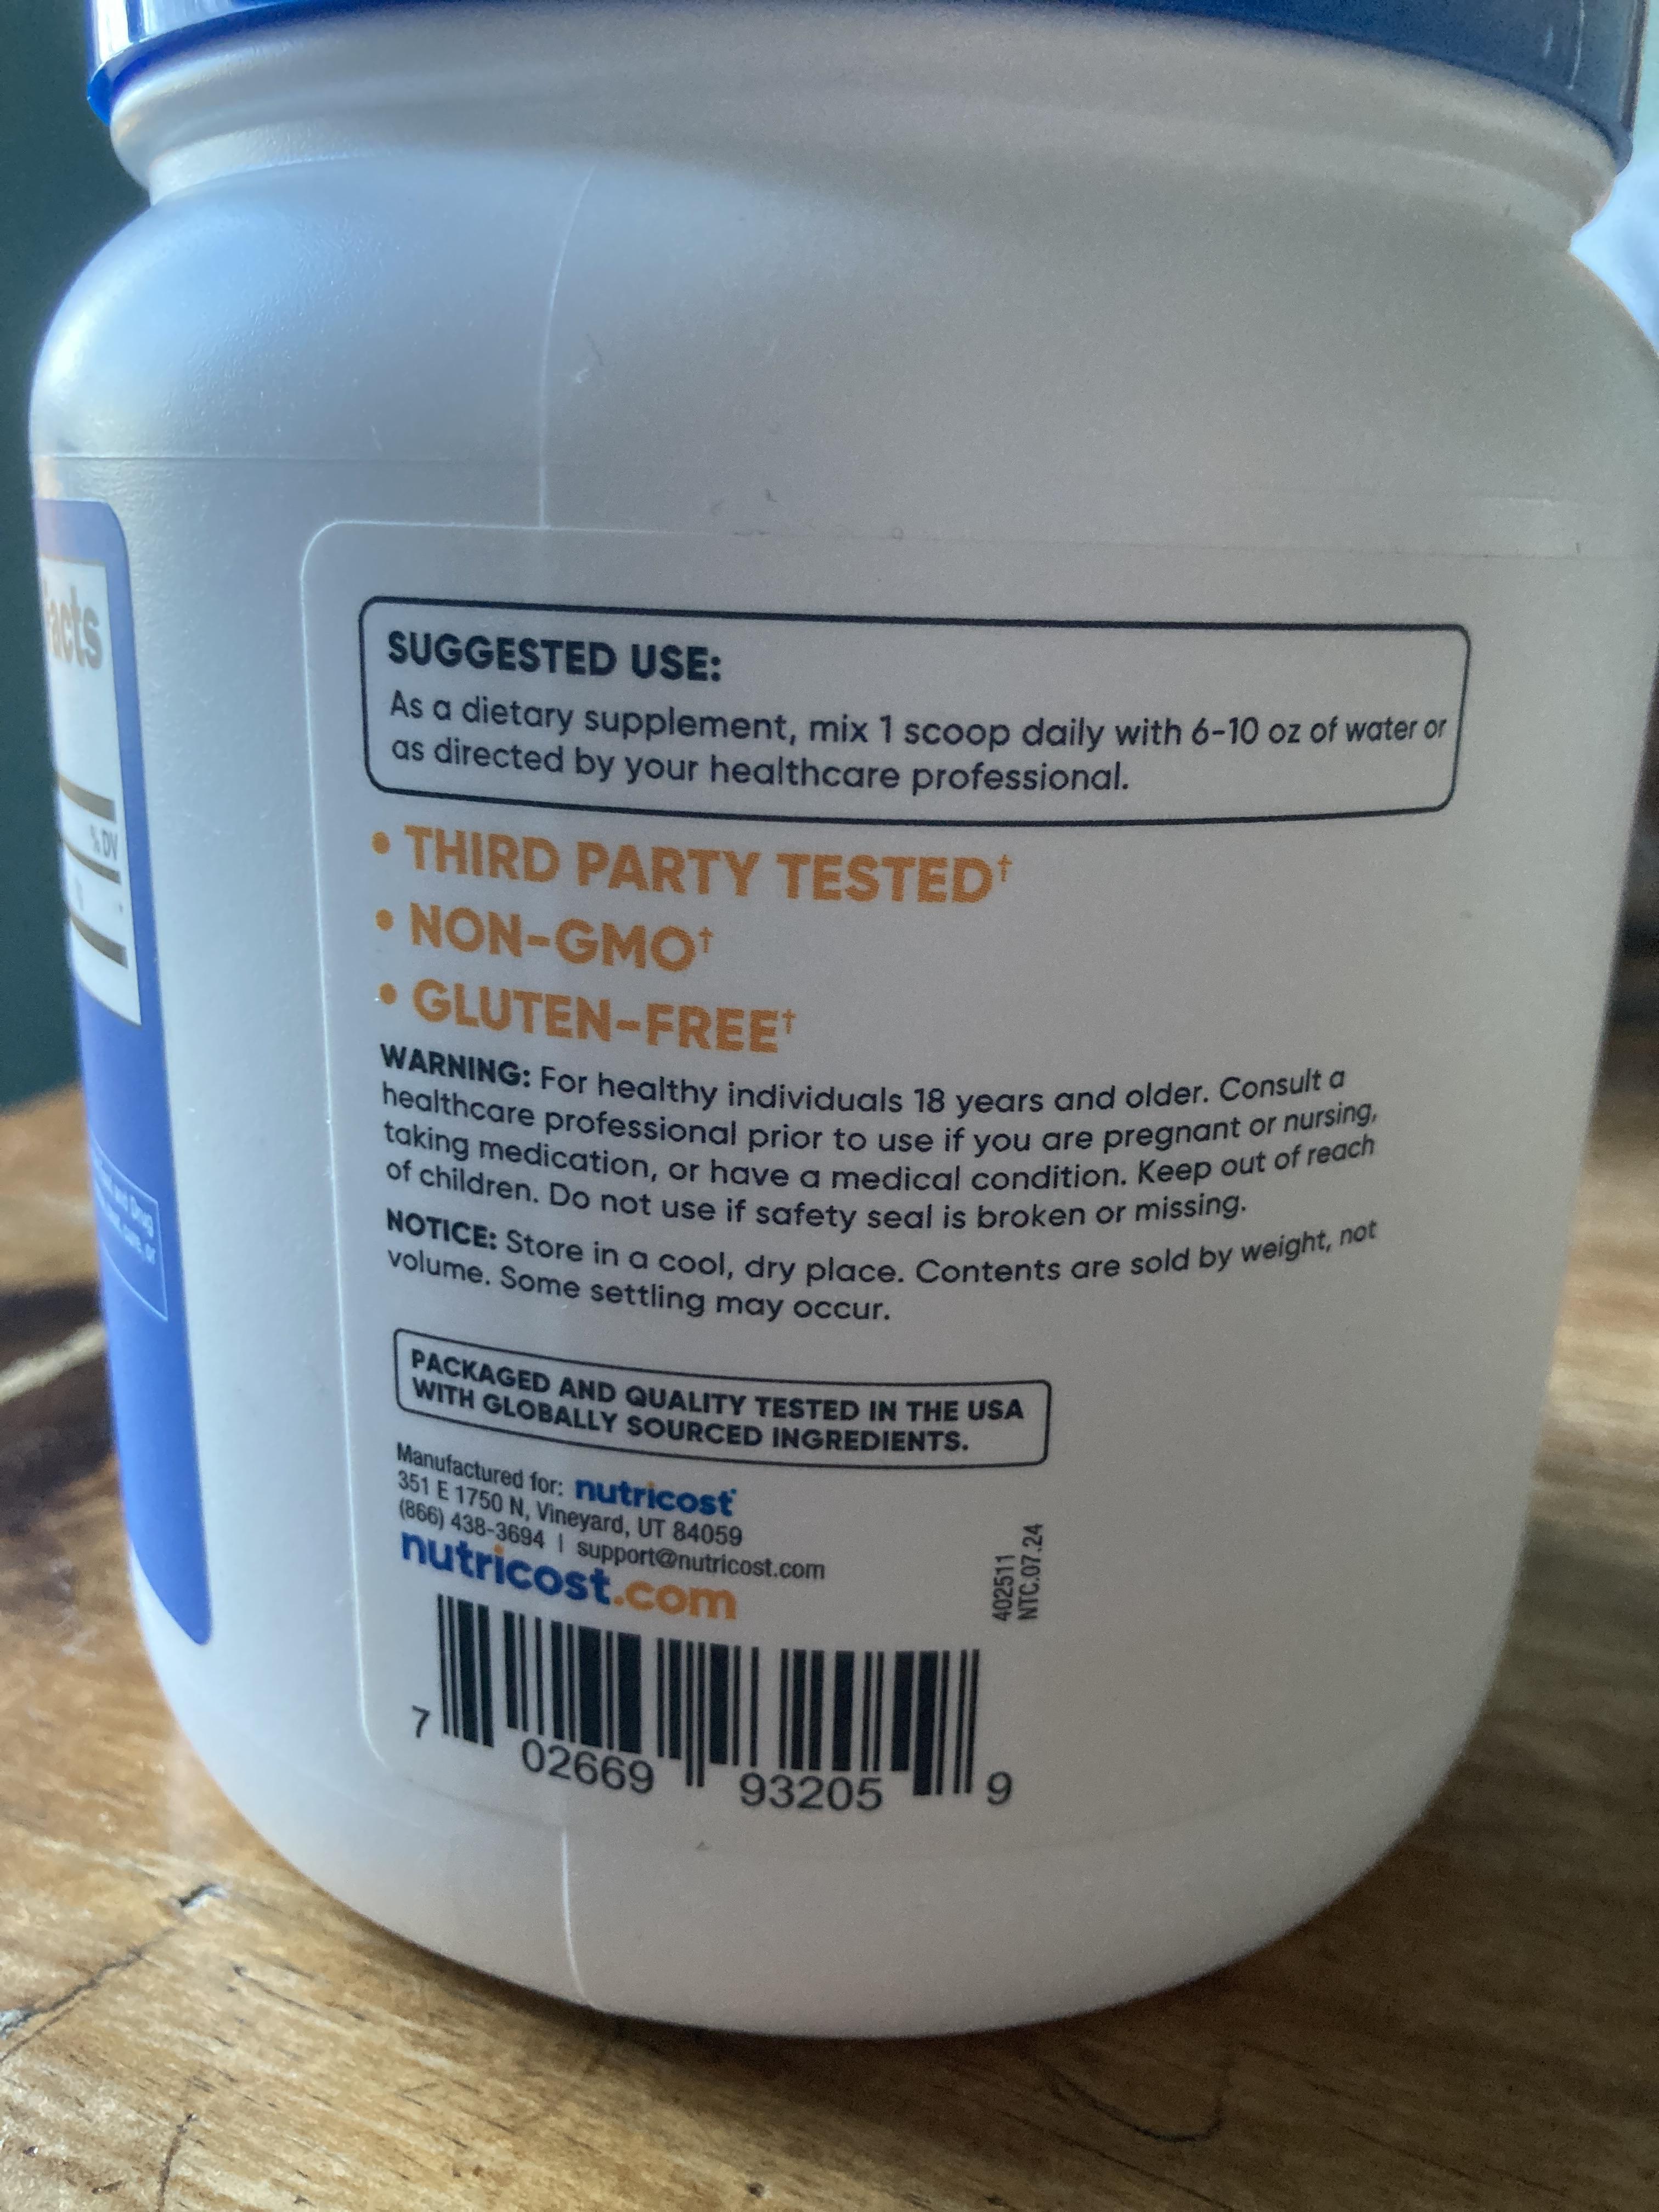 acts
% DV
SUGGESTED USE:
As a dietary supplement, mix 1 scoop daily with 6-10 oz of water or
as directed by your healthcare professional.
• THIRD PARTY TESTED†
• NON-GMO†
• GLUTEN-FREE†
WARNING: For healthy individuals 18 years and older. Consult a
healthcare professional prior to use if you are pregnant or nursing,
taking medication, or have a medical condition. Keep out of reach
of children. Do not use if safety seal is broken or missing.
NOTICE: Store in a cool, dry place. Contents are sold by weight, not
volume. Some settling may occur.
PACKAGED AND QUALITY TESTED IN THE USA
WITH GLOBALLY SOURCED INGREDIENTS.
Manufactured for: nutricost®
351 E 1750 N, Vineyard, UT 84059
(866) 438-3694 | support@nutricost.com
nutricost.com
402511
NTC.07.24
7 02669 93205 9
and Drug
cure, or